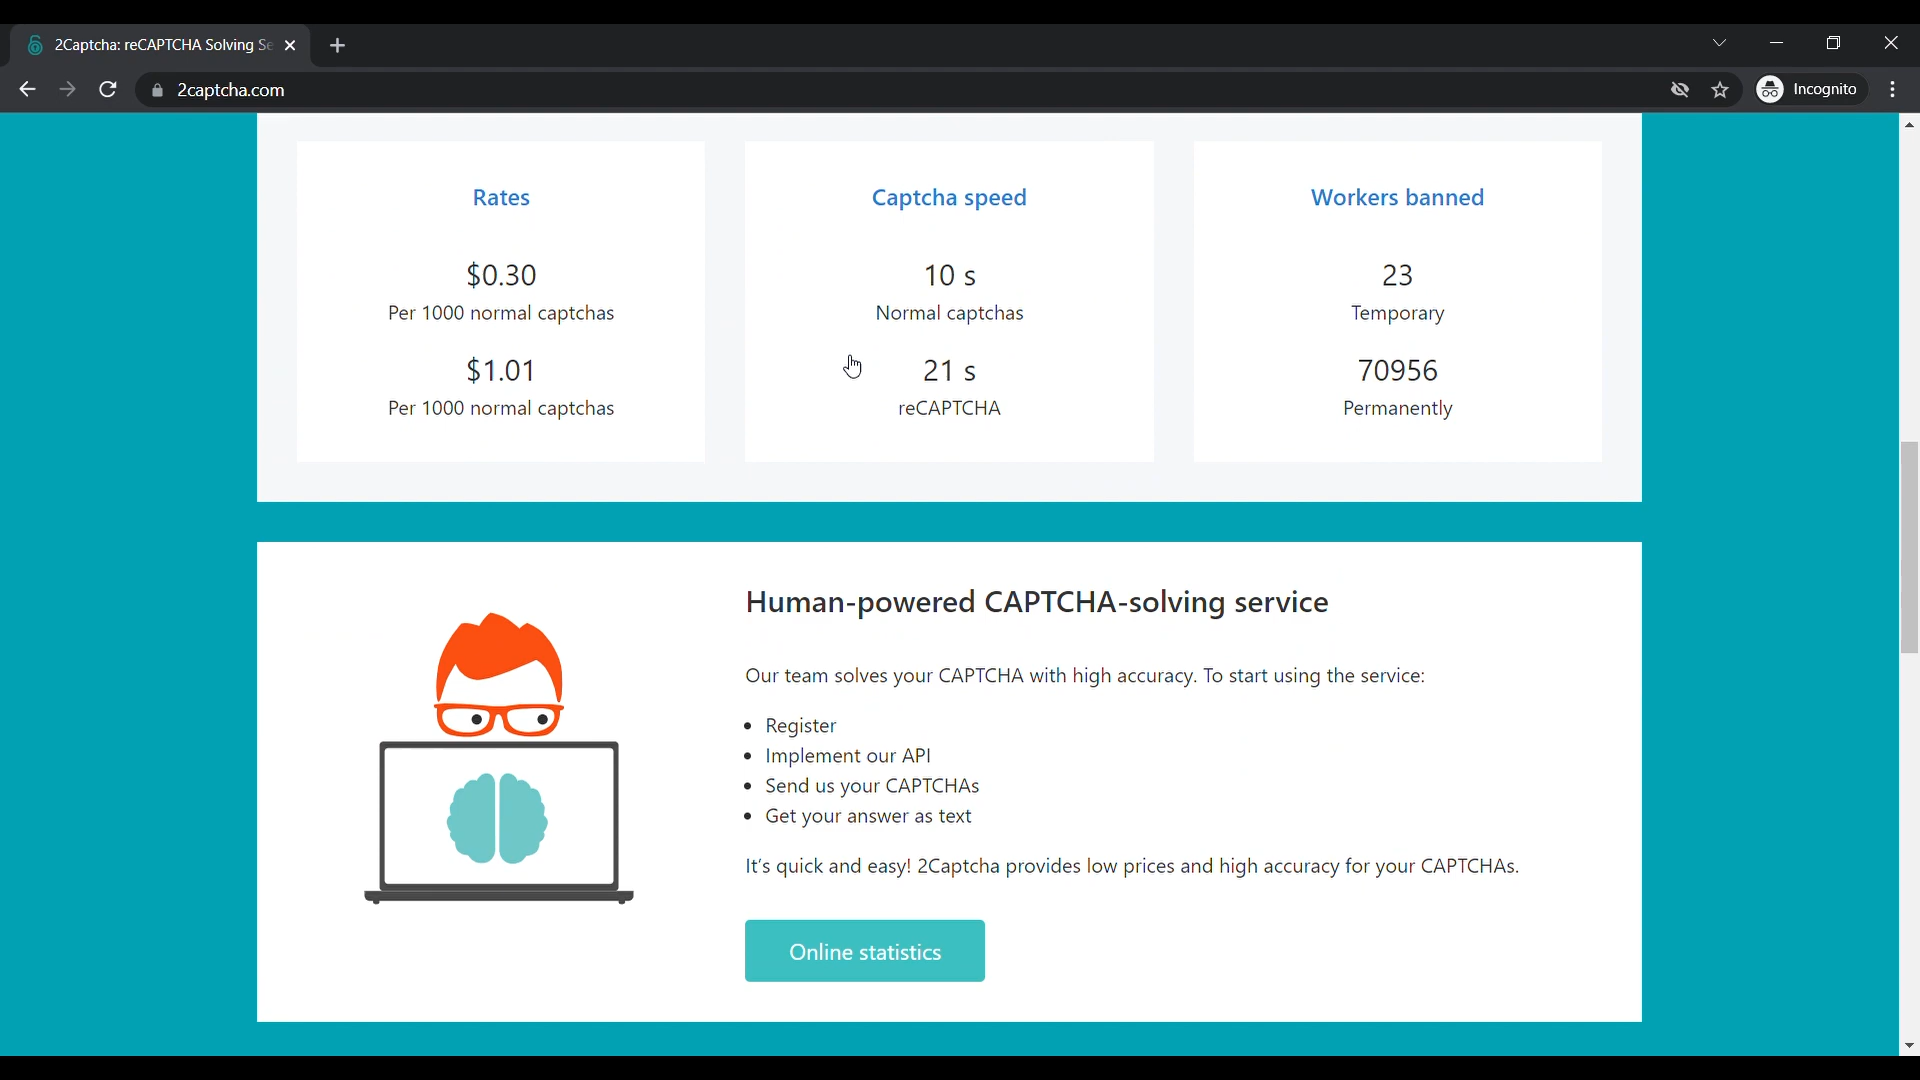 2Captcha: reCAPTCHA Solving Se
2captcha.com
Incognito
Rates
$0.30
Per 1000 normal captchas
$1.01
Per 1000 normal captchas
Captcha speed
10 s
Normal captchas
21 s
reCAPTCHA
Workers banned
23
Temporary
70956
Permanently
Human-powered CAPTCHA-solving service
Our team solves your CAPTCHA with high accuracy. To start using the service:
Register
Implement our API
Send us your CAPTCHAs
Get your answer as text
It's quick and easy! 2Captcha provides low prices and high accuracy for your CAPTCHAs.
Online statistics